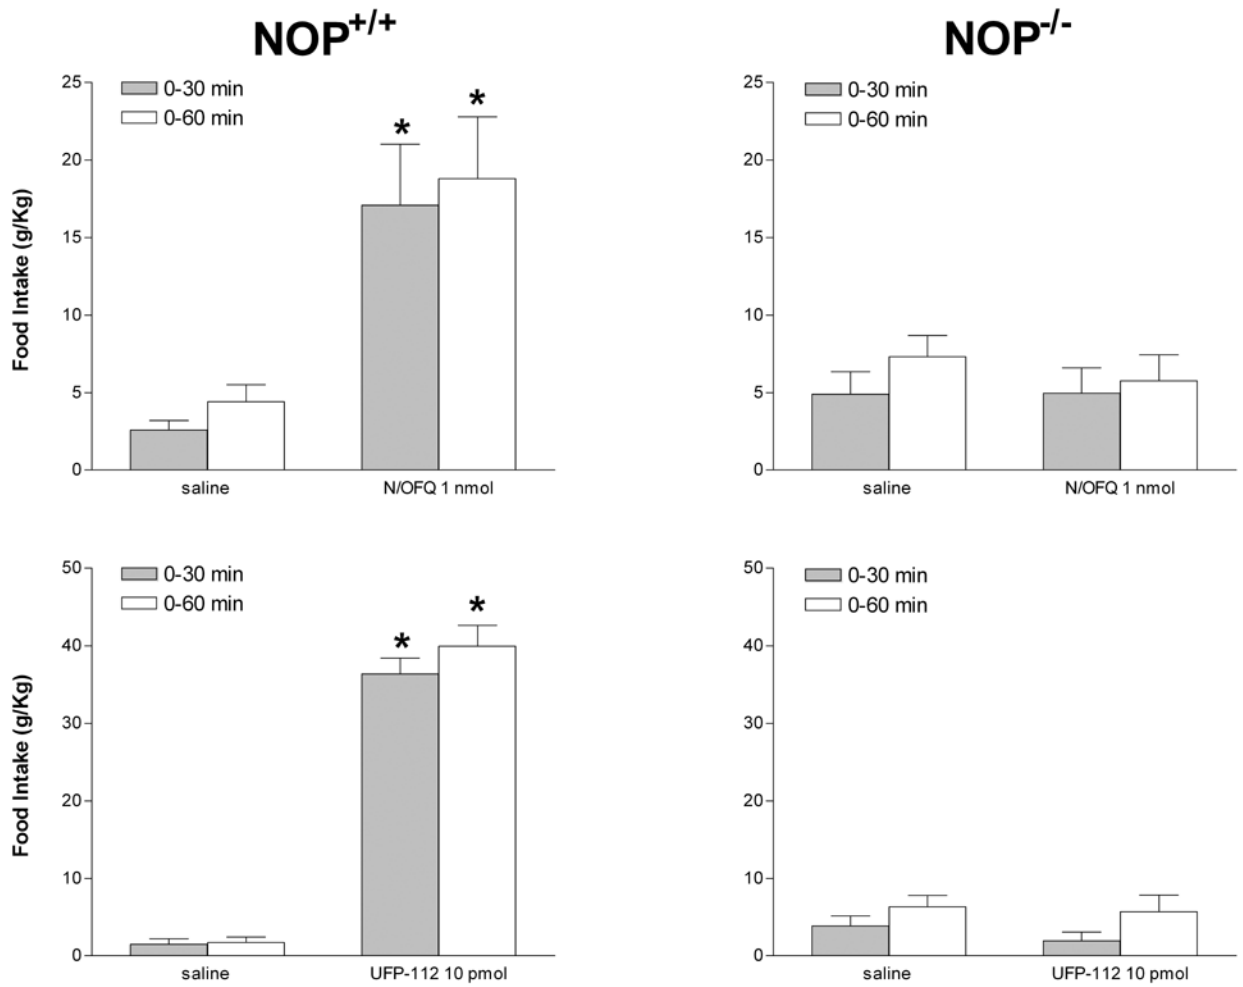 NOP+/+
NOP-/-
25
20
15
10
5
0
Food Intake (g/Kg)
0-30 min
0-60 min
*
*
saline
N/OFQ 1 nmol
25
20
15
10
5
0
0-30 min
0-60 min
saline
N/OFQ 1 nmol
50
40
30
20
10
0
Food Intake (g/Kg)
0-30 min
0-60 min
*
*
saline
UFP-112 10 pmol
50
40
30
20
10
0
0-30 min
0-60 min
saline
UFP-112 10 pmol